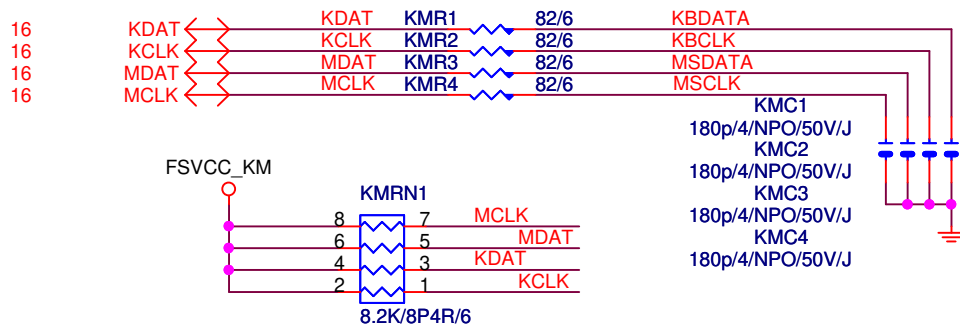 16 KDAT KDAT KMR1 82/6 KBDATA
16 KCLK KCLK KMR2 82/6 KBCLK
16 MDAT MDAT KMR3 82/6 MSDATA
16 MCLK MCLK KMR4 82/6 MSCLK
KMC1
180p/4/NPO/50V/J
KMC2
180p/4/NPO/50V/J
KMC3
180p/4/NPO/50V/J
KMC4
180p/4/NPO/50V/J
FSVCC_KM
KMRN1
8 7 MCLK
6 5 MDAT
4 3 KDAT
2 1 KCLK
8.2K/8P4R/6